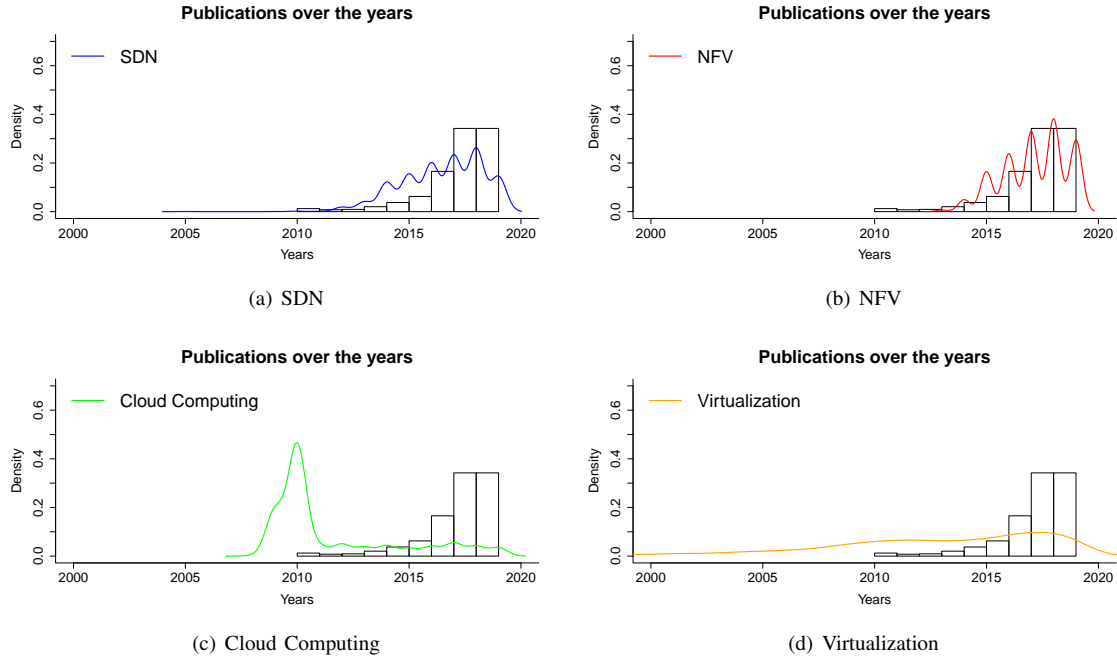 Publications over the years
SDN
Density
0.0 0.2 0.4 0.6
2000 2005 2010 2015 2020
Years
(a) SDN
Publications over the years
NFV
Density
0.0 0.2 0.4 0.6
2000 2005 2010 2015 2020
Years
(b) NFV
Publications over the years
Cloud Computing
Density
0.0 0.2 0.4 0.6
2000 2005 2010 2015 2020
Years
(c) Cloud Computing
Publications over the years
Virtualization
Density
0.0 0.2 0.4 0.6
2000 2005 2010 2015 2020
Years
(d) Virtualization